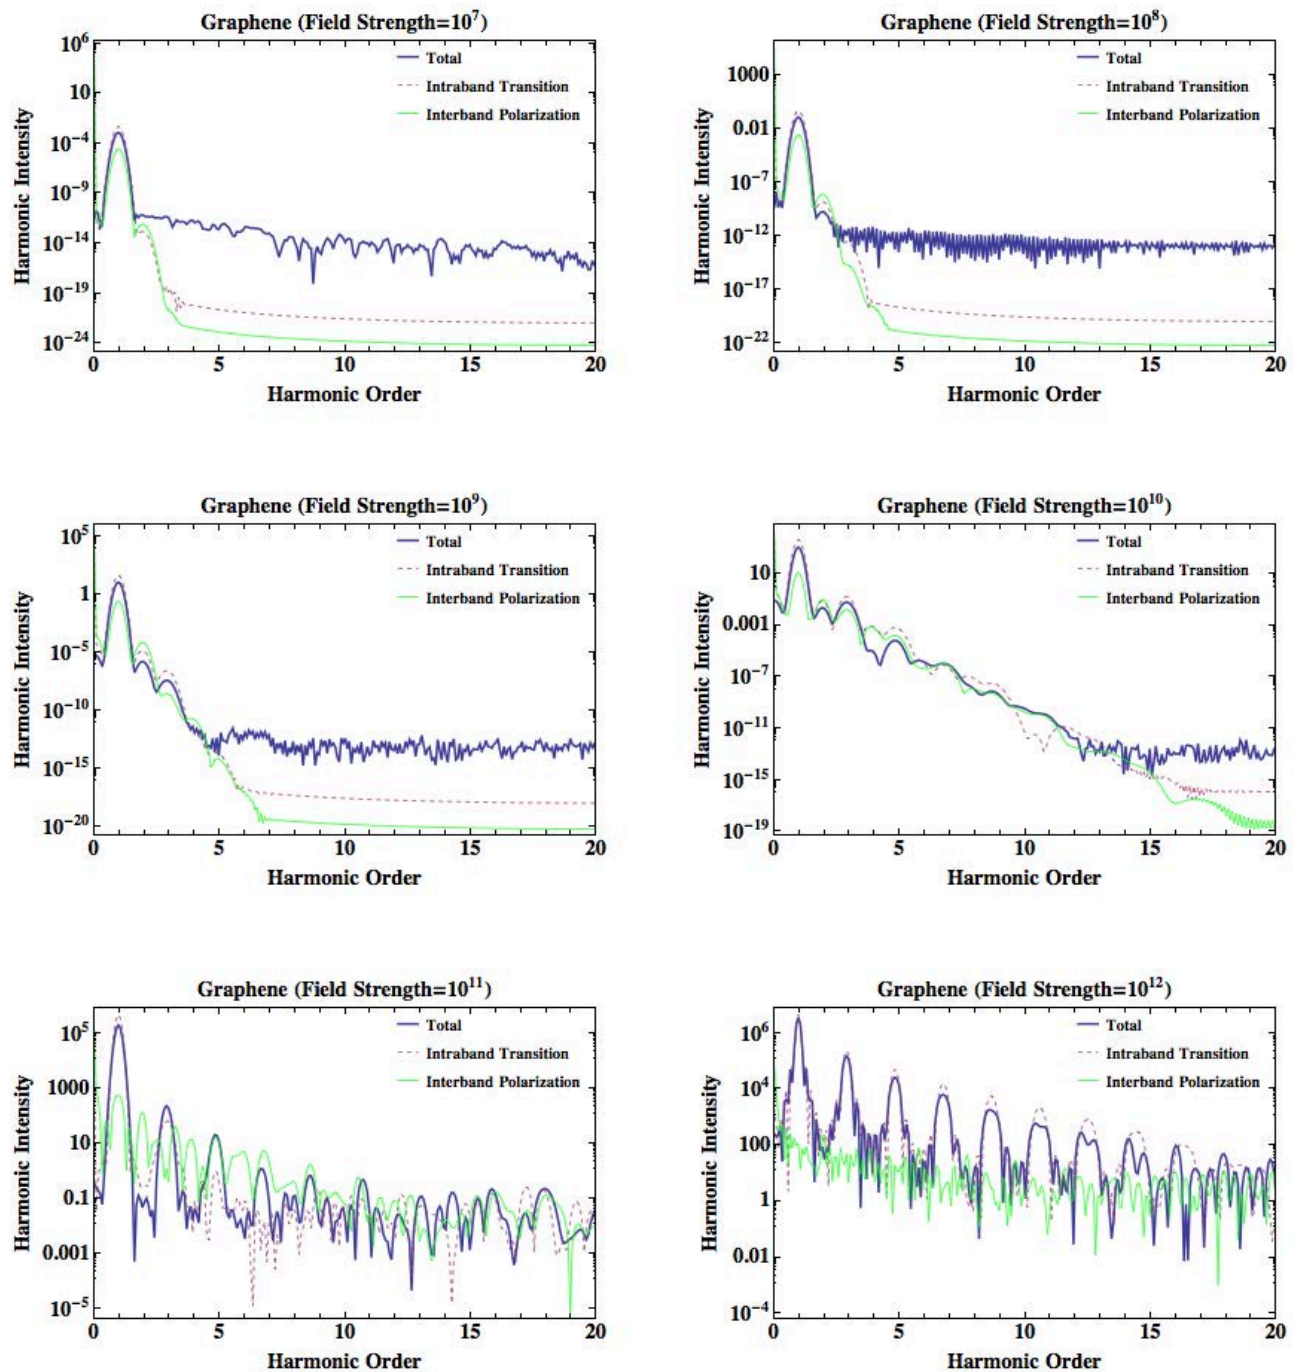 Graphene (Field Strength=10^7)
10^6
10
10^-4
10^-9
10^-14
10^-19
10^-24
Harmonic Intensity
Total
Intraband Transition
Interband Polarization
0 5 10 15 20
Harmonic Order
Graphene (Field Strength=10^8)
1000
0.01
10^-7
10^-12
10^-17
10^-22
Harmonic Intensity
Total
Intraband Transition
Interband Polarization
0 5 10 15 20
Harmonic Order
Graphene (Field Strength=10^9)
10^5
1
10^-5
10^-10
10^-15
10^-20
Harmonic Intensity
Total
Intraband Transition
Interband Polarization
0 5 10 15 20
Harmonic Order
Graphene (Field Strength=10^10)
10
0.001
10^-7
10^-11
10^-15
10^-19
Harmonic Intensity
Total
Intraband Transition
Interband Polarization
0 5 10 15 20
Harmonic Order
Graphene (Field Strength=10^11)
10^5
1000
10
0.1
0.001
10^-5
Harmonic Intensity
Total
Intraband Transition
Interband Polarization
0 5 10 15 20
Harmonic Order
Graphene (Field Strength=10^12)
10^6
10^4
100
1
0.01
10^-4
Harmonic Intensity
Total
Intraband Transition
Interband Polarization
0 5 10 15 20
Harmonic Order